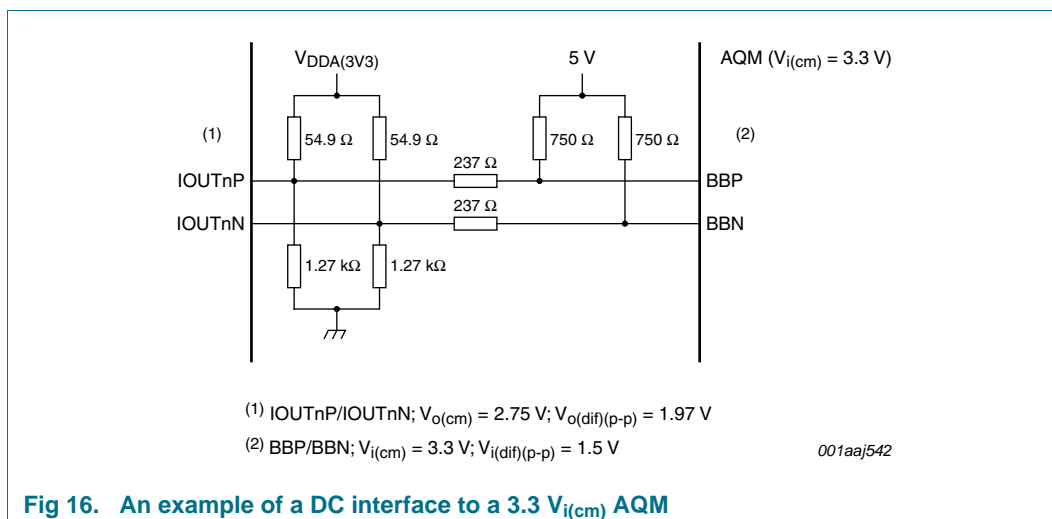 VDDA(3V3)
5 V
AQM (Vi(cm) = 3.3 V)
(1)
54.9 Ω
54.9 Ω
750 Ω
750 Ω
(2)
237 Ω
IOUTnP
BBP
237 Ω
IOUTnN
BBN
1.27 kΩ
1.27 kΩ
(1) IOUTnP/IOUTnN; Vo(cm) = 2.75 V; Vo(dif)(p-p) = 1.97 V
(2) BBP/BBN; Vi(cm) = 3.3 V; Vi(dif)(p-p) = 1.5 V
001aaj542
Fig 16. An example of a DC interface to a 3.3 Vi(cm) AQM